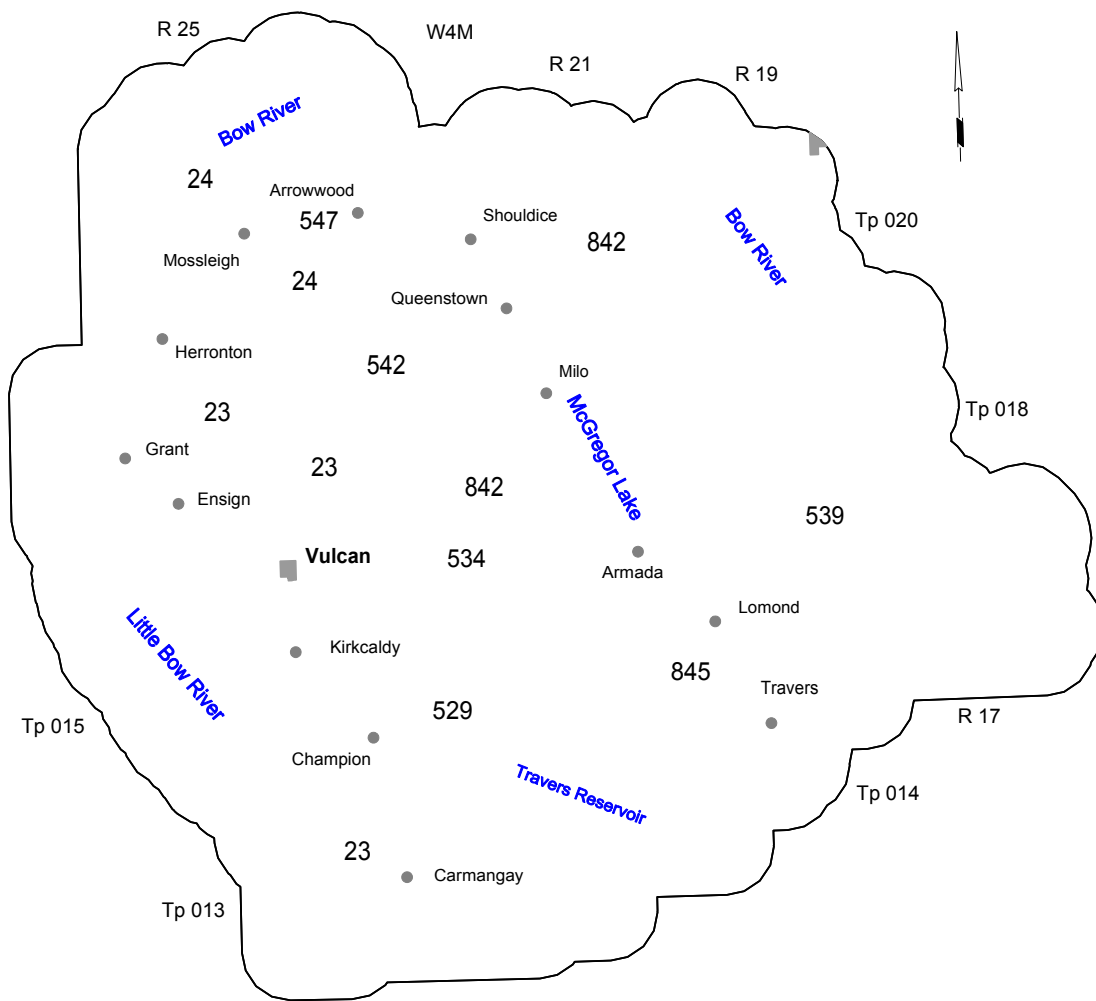 R 25
W4M
R 21
R 19
Bow River
24
Arrowwood
547
Shouldice
842
Bow River
Tp 020
Mossleigh
24
Queenstown
Herronton
542
Milo
McGregor Lake
Tp 018
23
Grant
23
Ensign
842
539
Vulcan
534
Armada
Lomond
Little Bow River
Kirkcaldy
845
Travers
Tp 015
529
R 17
Champion
Travers Reservoir
Tp 014
23
Carmangay
Tp 013